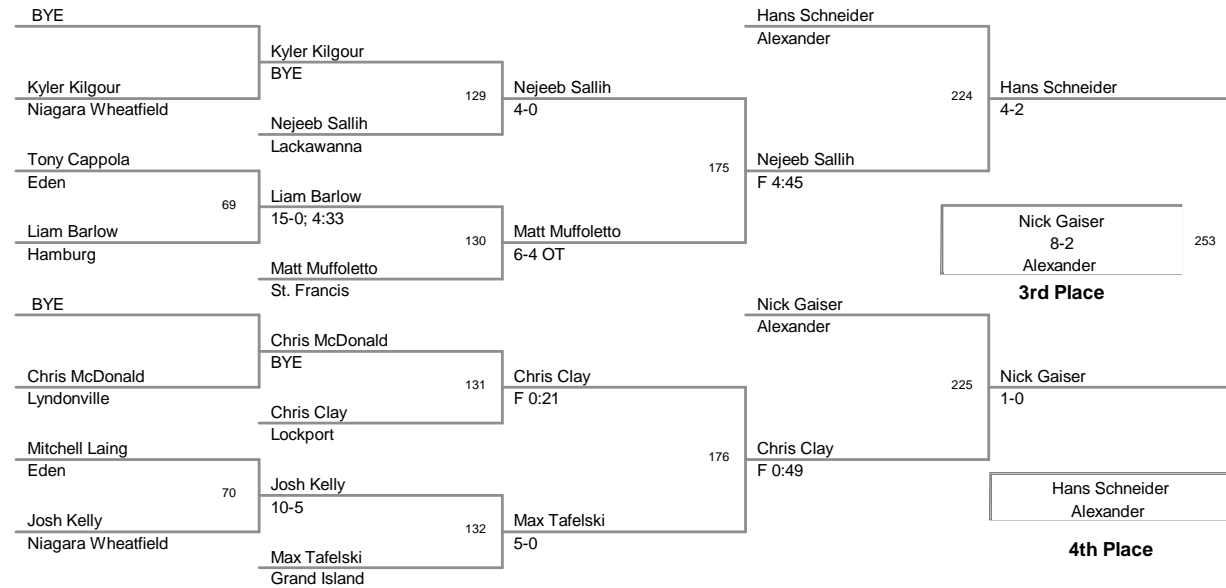 BYE
Hans Schneider
Alexander
Kyler Kilgour
BYE
Kyler Kilgour
Niagara Wheatfield
129
Nejeeb Sallih
4-0
224
Hans Schneider
4-2
Nejeeb Sallih
Lackawanna
Tony Cappola
Eden
175
Nejeeb Sallih
F 4:45
69
Liam Barlow
15-0; 4:33
Liam Barlow
Hamburg
130
Matt Muffoletto
6-4 OT
Nick Gaiser
8-2
Alexander
253
3rd Place
Matt Muffoletto
St. Francis
BYE
Nick Gaiser
Alexander
Chris McDonald
BYE
Chris McDonald
Lyndonville
131
Chris Clay
F 0:21
225
Nick Gaiser
1-0
Chris Clay
Lockport
Mitchell Laing
Eden
176
Chris Clay
F 0:49
70
Josh Kelly
10-5
Hans Schneider
Alexander
4th Place
Josh Kelly
Niagara Wheatfield
132
Max Tafelski
5-0
Max Tafelski
Grand Island